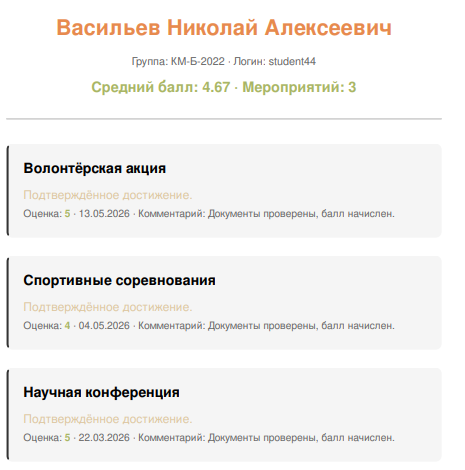 Васильев Николай Алексеевич
Группа: КМ-Б-2022 · Логин: student44
Средний балл: 4.67 · Мероприятий: 3
Волонтёрская акция
Подтверждённое достижение.
Оценка: 5 · 13.05.2026 · Комментарий: Документы проверены, балл начислен.
Спортивные соревнования
Подтверждённое достижение.
Оценка: 4 · 04.05.2026 · Комментарий: Документы проверены, балл начислен.
Научная конференция
Подтверждённое достижение.
Оценка: 5 · 22.03.2026 · Комментарий: Документы проверены, балл начислен.